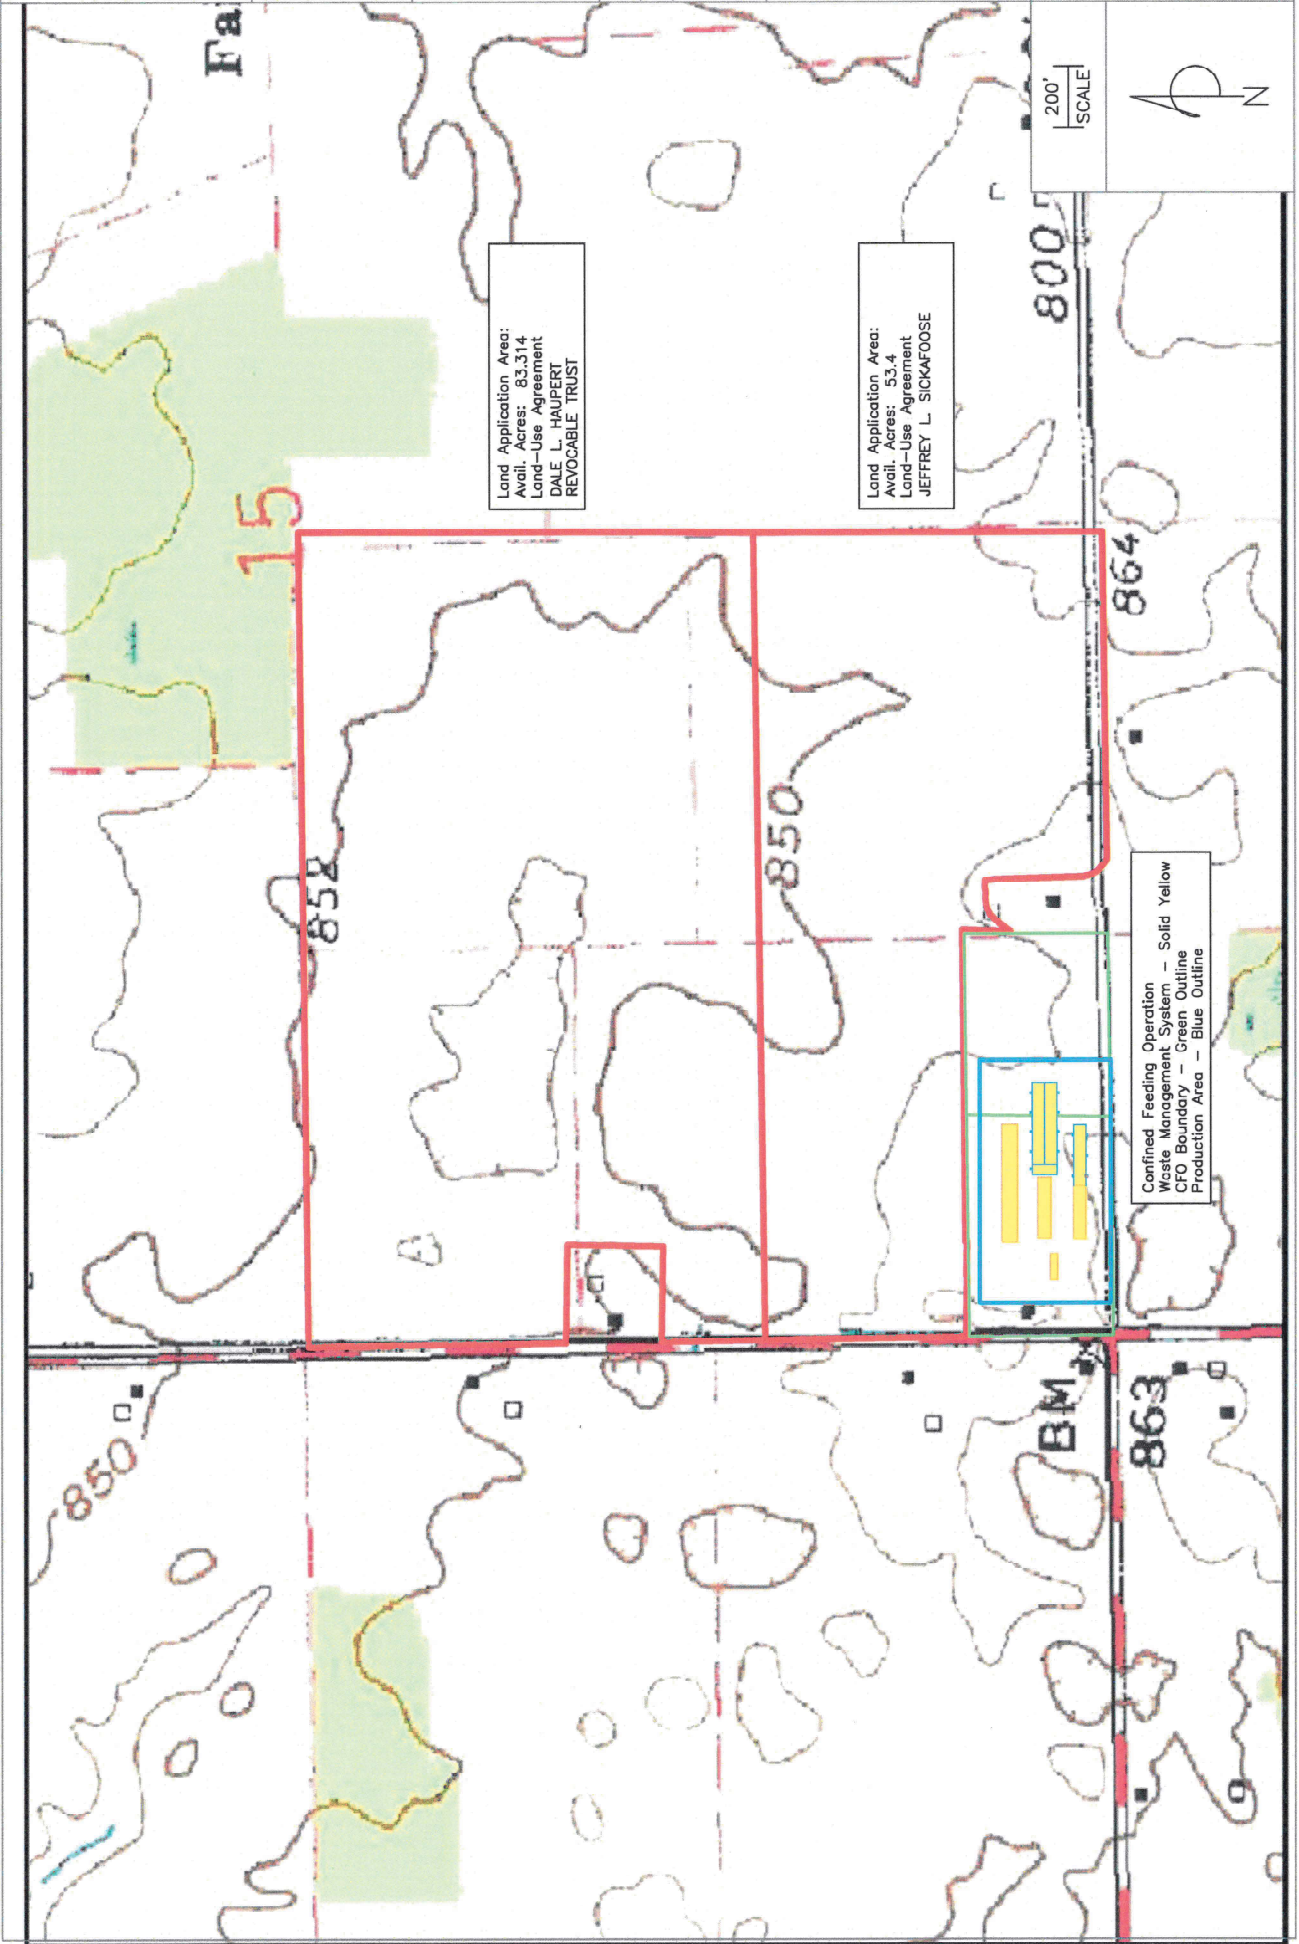 Fa
200'
SCALE
N
15
Land Application Area:
Avail. Acres: 83.314
Land-Use Agreement
DALE L. HAUPERT
REVOCABLE TRUST
Land Application Area:
Avail. Acres: 53.4
Land-Use Agreement
JEFFREY L. SICKAFOOSE
800
852
850
864
Confined Feeding Operation
Waste Management System - Solid Yellow
CFO Boundary - Green Outline
Production Area - Blue Outline
850
BM
863
9